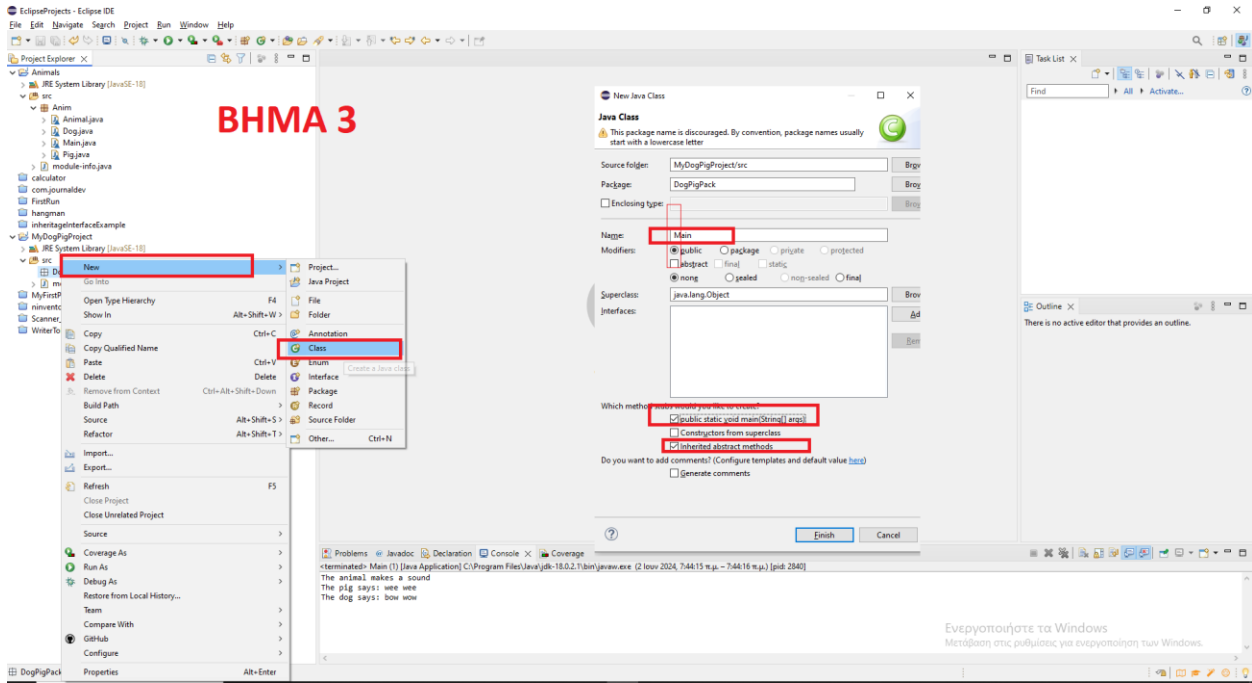 EclipseProjects - Eclipse IDE
File Edit Navigate Search Project Run Window Help
Project Explorer
Task List
Animals
JRE System Library [JavaSE-18]
src
Anim
Animal.java
Dog.java
Main.java
Pig.java
module-info.java
calculator
com.journaldev
FirstRun
hangman
inheritageInterfaceExample
MyDogPigProject
JRE System Library [JavaSE-18]
src
ΒΗΜΑ 3
New
Go Into
Open Type Hierarchy F4
Show In Alt+Shift+W >
Copy Ctrl+C
Copy Qualified Name
Paste Ctrl+V
Delete Delete
Remove from Context Ctrl+Alt+Shift+Down
Build Path
Source Alt+Shift+S >
Refactor Alt+Shift+T >
Import...
Export...
Refresh F5
Close Project
Close Unrelated Project
Source
Coverage As
Run As
Debug As
Restore from Local History...
Team
Compare With
GitHub
Configure
Properties Alt+Enter
Project...
Java Project
File
Folder
Annotation
Class
Enum
Create a Java class
Interface
Package
Record
Source Folder
Other... Ctrl+N
New Java Class
Java Class
This package name is discouraged. By convention, package names usually
start with a lowercase letter
Source folder: MyDogPigProject/src
Package: DogPigPack
Enclosing type:
Name: Main
Modifiers: public package private protected
abstract final static
none sealed non-sealed final
Superclass: java.lang.Object
Interfaces:
Which method stubs would you like to create?
public static void main(String[] args)
Constructors from superclass
Inherited abstract methods
Do you want to add comments? (Configure templates and default value here)
Generate comments
Finish Cancel
Find All Activate...
Outline
There is no active editor that provides an outline.
Problems Javadoc Declaration Console Coverage
<terminated> Main (1) [Java Application] C:\Program Files\Java\jdk-18.0.2.1\bin\javaw.exe (2 Ιουν 2024, 7:44:15 π.μ. – 7:44:16 π.μ.) [pid: 2840]
The animal makes a sound
The pig says: wee wee
The dog says: bow wow
Ενεργοποιήστε τα Windows
Μετάβαση στις ρυθμίσεις για ενεργοποίηση των Windows.
DogPigPack